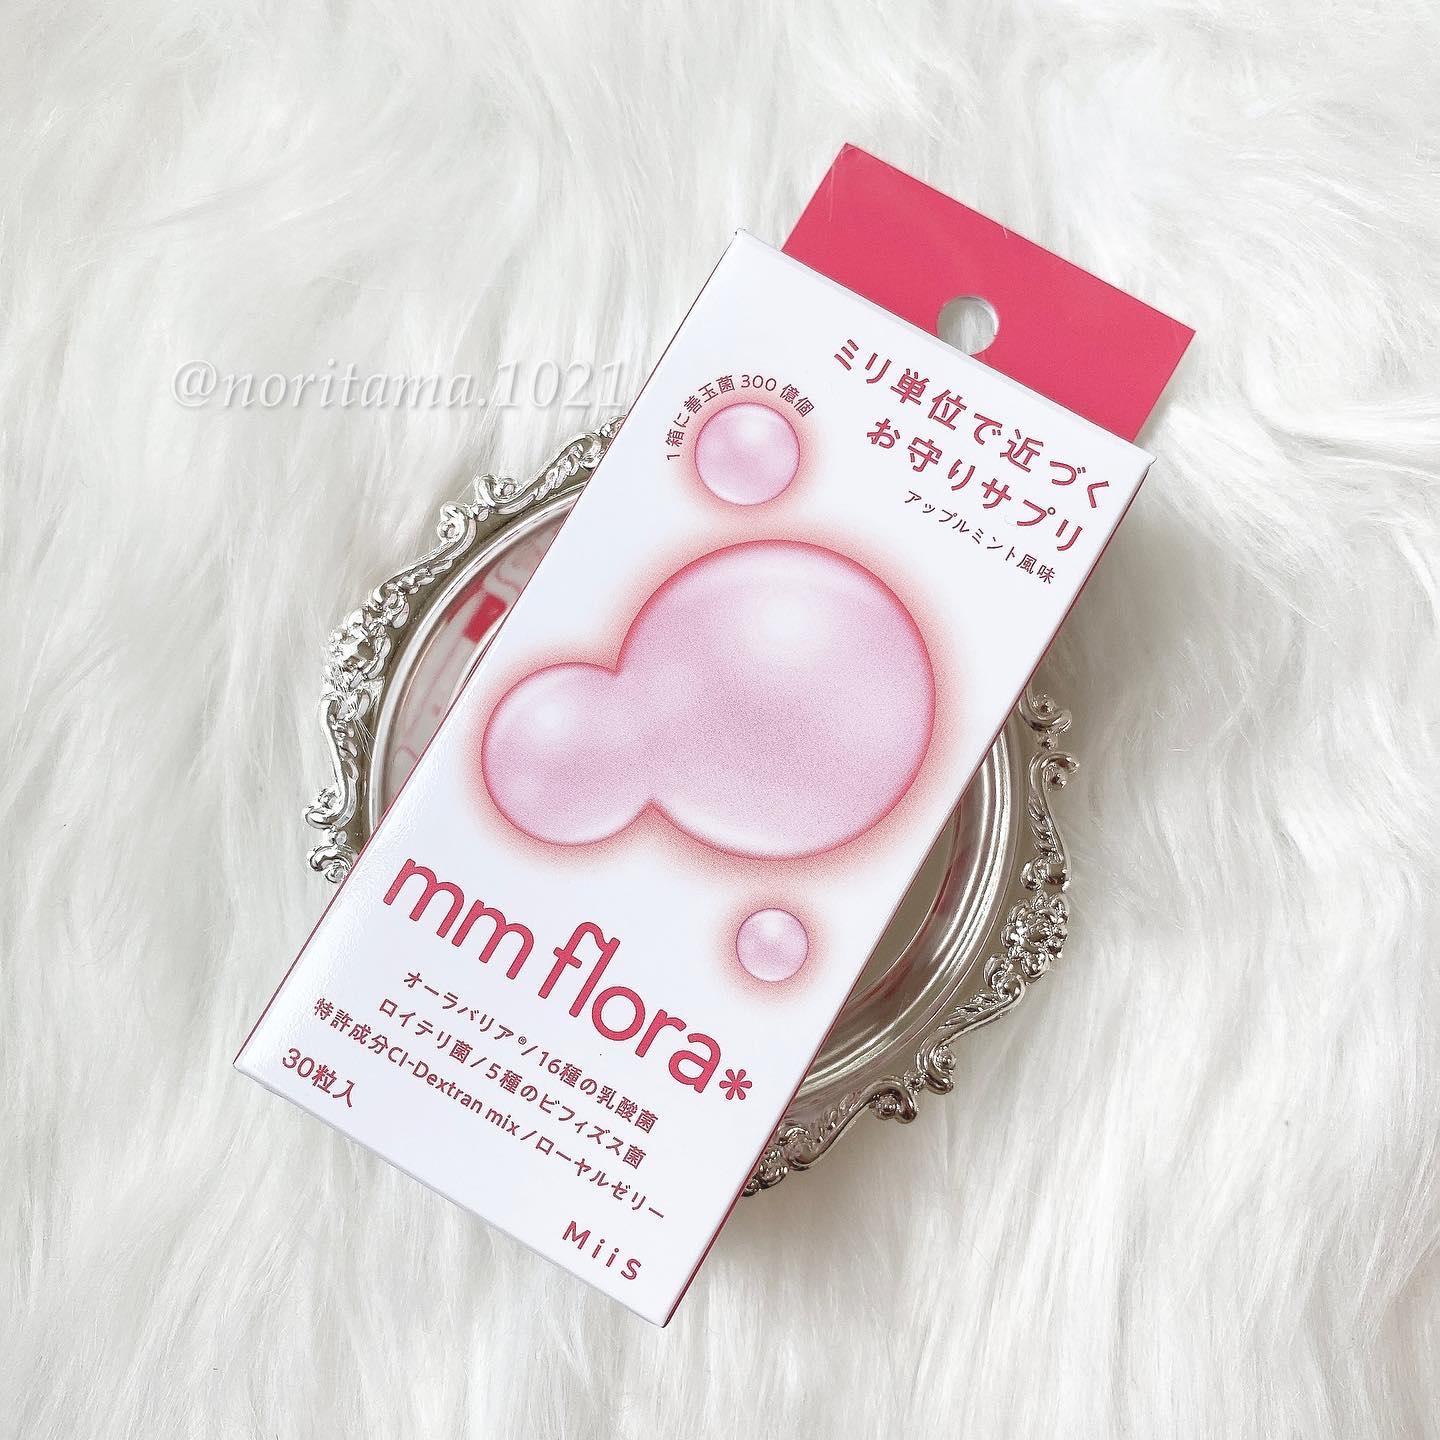 @noritama.1021
1箱に善玉菌300億個
ミリ単位で近づく
お守りサプリ
アップルミント風味
mm flora*
オーラバリア®/16種の乳酸菌
ロイテリ菌/5種のビフィズス菌
特許成分CI-Dextran mix/ローヤルゼリー
30粒入
MiiS